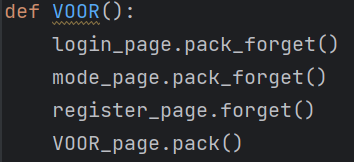 def VOOR():
    login_page.pack_forget()
    mode_page.pack_forget()
    register_page.forget()
    VOOR_page.pack()